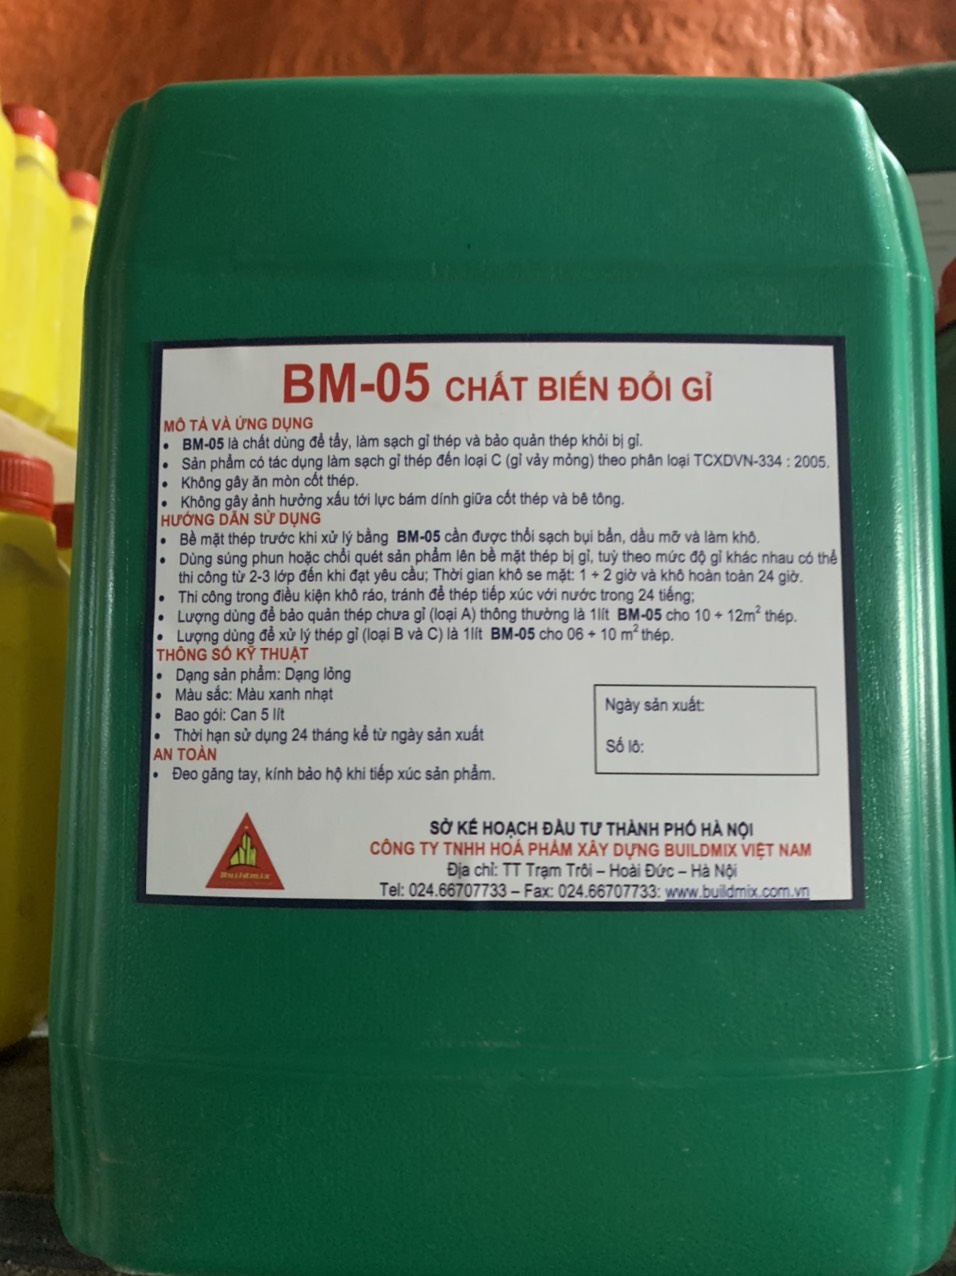 BM-05 CHẤT BIẾN ĐỔI GỈ
MÔ TẢ VÀ ỨNG DỤNG
• BM-05 là chất dùng để tẩy, làm sạch gỉ thép và bảo quản thép khỏi bị gỉ.
• Sản phẩm có tác dụng làm sạch gỉ thép đến loại C (gỉ vảy mỏng) theo phân loại TCXDVN-334 : 2005.
• Không gây ăn mòn cốt thép.
• Không gây ảnh hưởng xấu tới lực bám dính giữa cốt thép và bê tông.
HƯỚNG DẪN SỬ DỤNG
• Bề mặt thép trước khi xử lý bằng BM-05 cần được thổi sạch bụi bẩn, dầu mỡ và làm khô.
• Dùng súng phun hoặc chổi quét sản phẩm lên bề mặt thép bị gỉ, tuỳ theo mức độ gỉ khác nhau có thể
thi công từ 2-3 lớp đến khi đạt yêu cầu; Thời gian khô se mặt: 1 ÷ 2 giờ và khô hoàn toàn 24 giờ.
• Thi công trong điều kiện khô ráo, tránh để thép tiếp xúc với nước trong 24 tiếng;
• Lượng dùng để bảo quản thép chưa gỉ (loại A) thông thường là 1lít BM-05 cho 10 ÷ 12m² thép.
• Lượng dùng để xử lý thép gỉ (loại B và C) là 1lít BM-05 cho 06 ÷ 10 m² thép.
THÔNG SỐ KỸ THUẬT
• Dạng sản phẩm: Dạng lỏng
• Màu sắc: Màu xanh nhạt
• Bao gói: Can 5 lít
• Thời hạn sử dụng 24 tháng kể từ ngày sản xuất
Ngày sản xuất:
Số lô:
AN TOÀN
• Đeo găng tay, kính bảo hộ khi tiếp xúc sản phẩm.
Buildmix
SỞ KẾ HOẠCH ĐẦU TƯ THÀNH PHỐ HÀ NỘI
CÔNG TY TNHH HOÁ PHẨM XÂY DỰNG BUILDMIX VIỆT NAM
Địa chỉ: TT Trạm Trôi – Hoài Đức – Hà Nội
Tel: 024.66707733 – Fax: 024.66707733: www.buildmix.com.vn